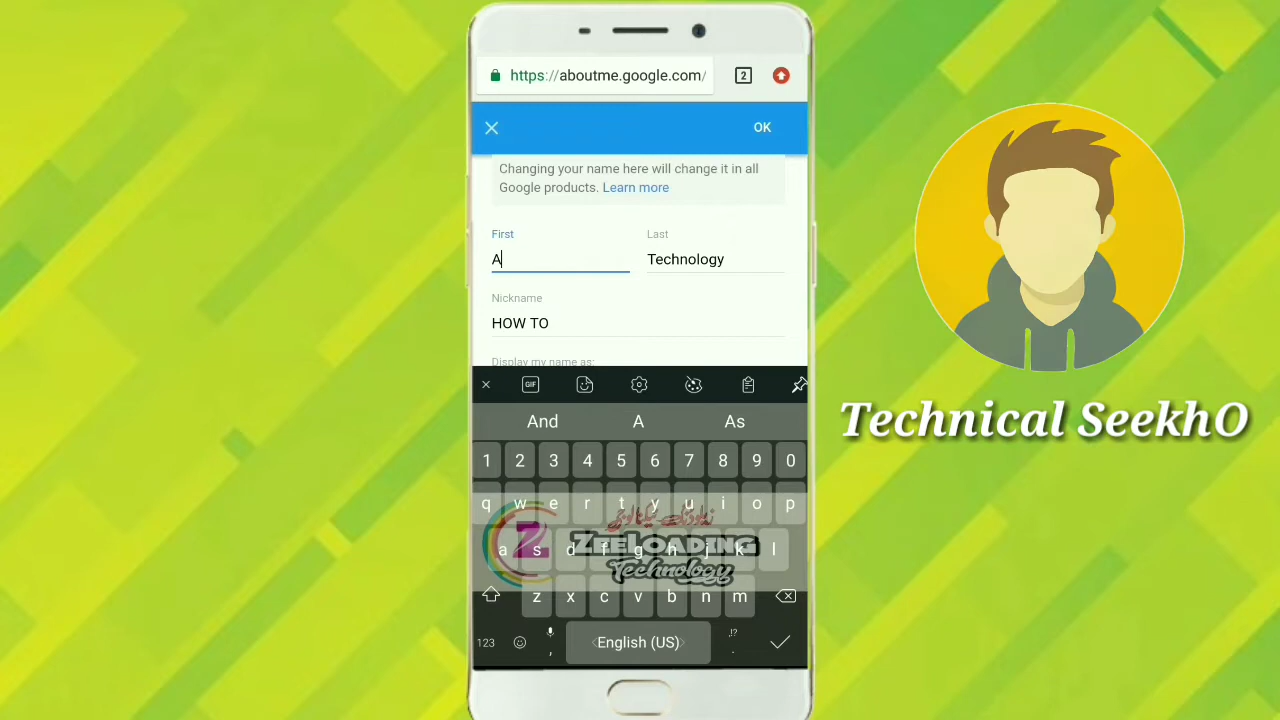 https://aboutme.google.com/
2
OK
Changing your name here will change it in all
Google products. Learn more
First
Last
A
Technology
Nickname
HOW TO
Display my name as:
GIF
And A As
1 2 3 4 5 6 7 8 9 0
q w e r t y u i o p
a s d f g h j k l
Z ZEELOADING
Technology
z x c v b n m
123 , English (US) ,!? .
Technical SeekhO